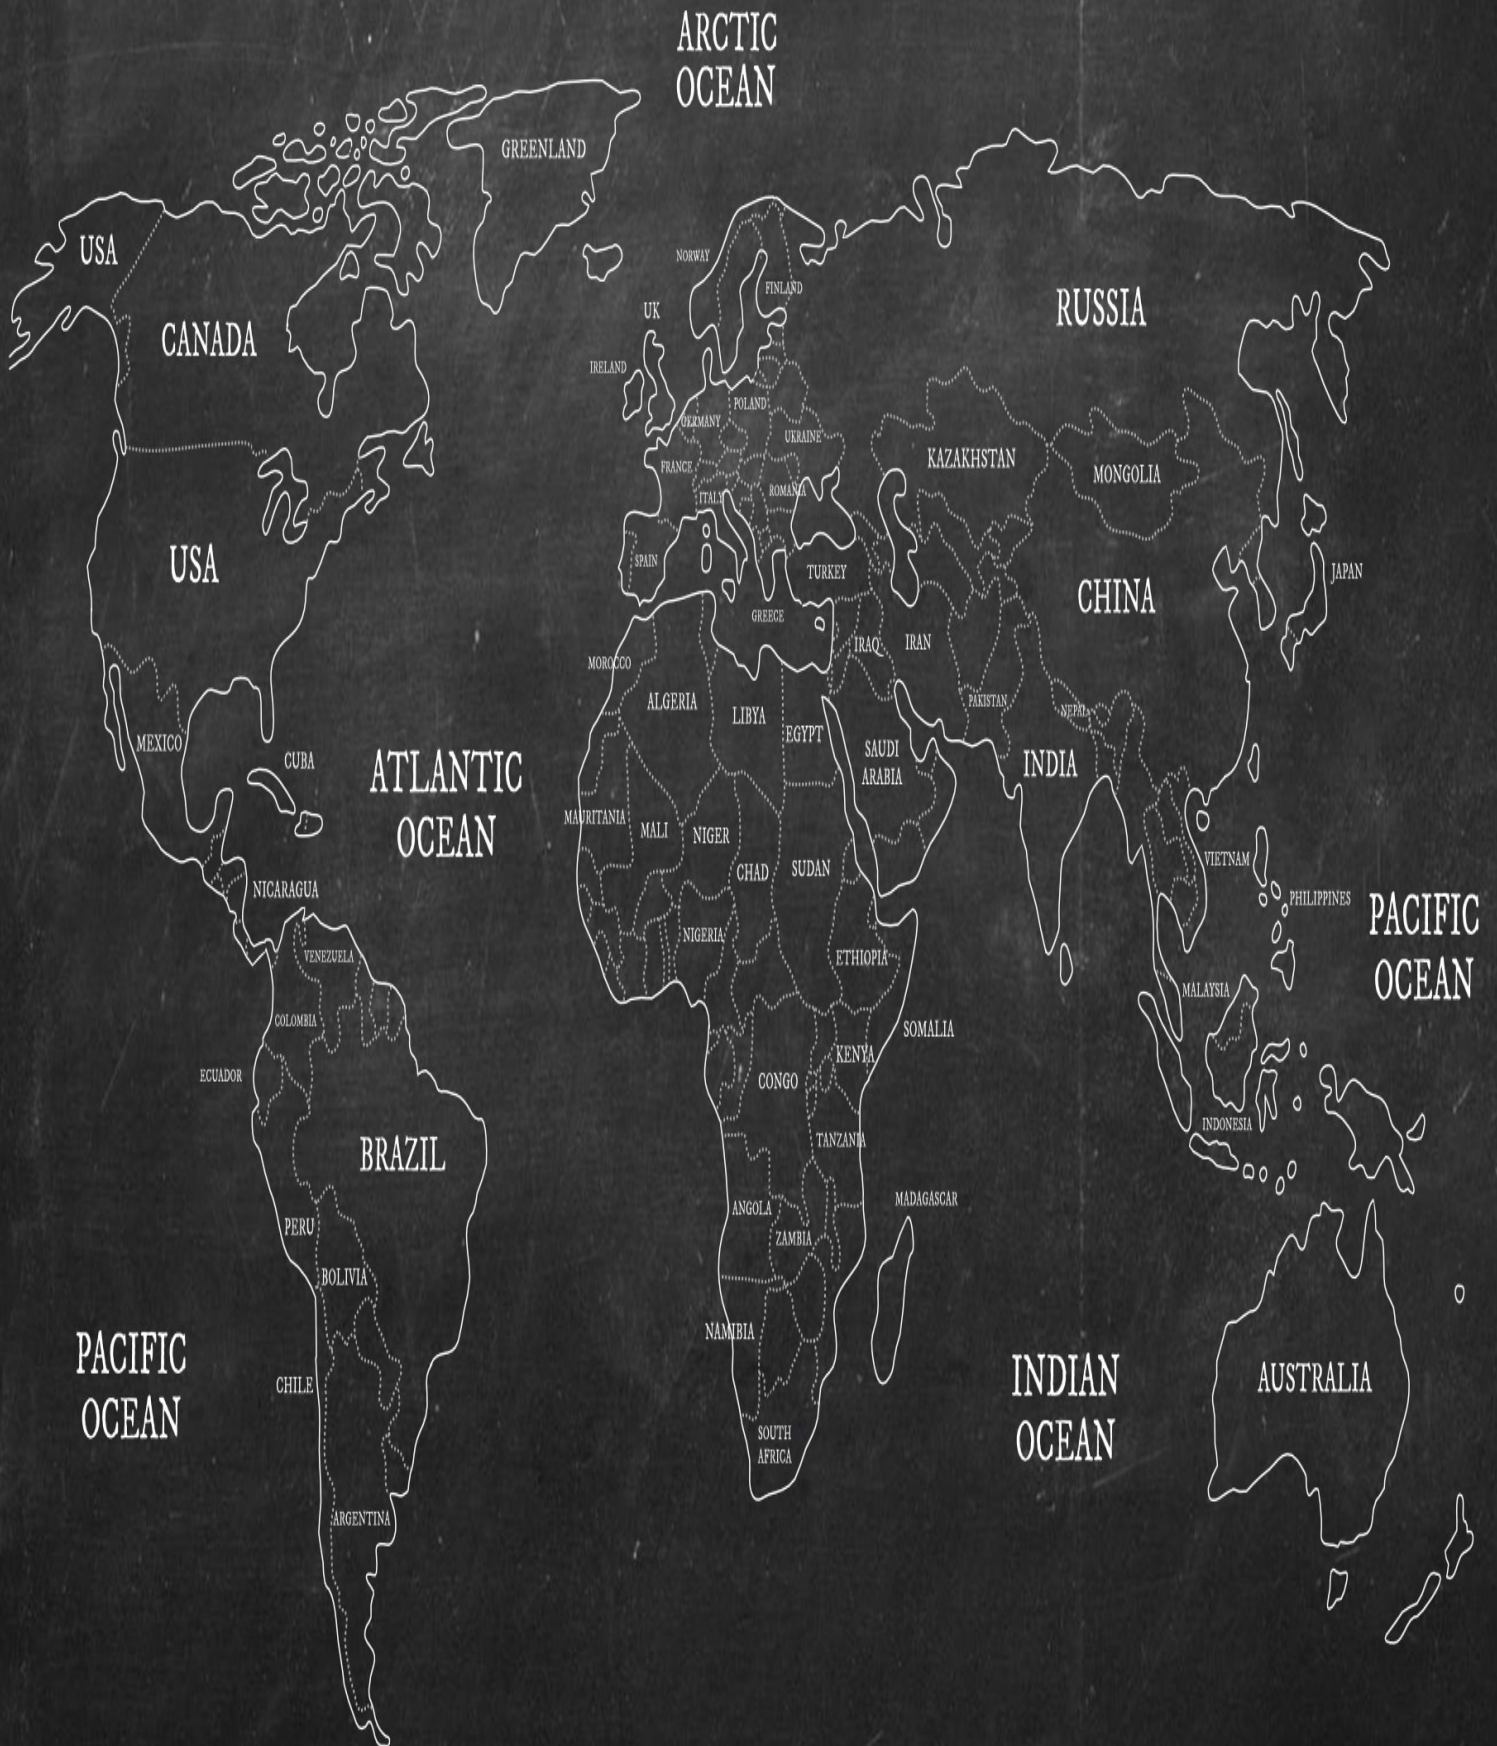 ARCTIC
OCEAN
GREENLAND
USA
CANADA
NORWAY
FINLAND
UK
RUSSIA
IRELAND
POLAND
GERMANY
UKRAINE
FRANCE
KAZAKHSTAN
MONGOLIA
ITALY
ROMANIA
USA
SPAIN
TURKEY
JAPAN
CHINA
GREECE
IRAQ
IRAN
MOROCCO
ALGERIA
LIBYA
EGYPT
PAKISTAN
NEPAL
MEXICO
CUBA
SAUDI
ARABIA
INDIA
ATLANTIC
OCEAN
MAURITANIA
MALI
NIGER
CHAD
SUDAN
VIETNAM
NICARAGUA
PHILIPPINES
PACIFIC
OCEAN
NIGERIA
VENEZUELA
ETHIOPIA
MALAYSIA
COLOMBIA
SOMALIA
ECUADOR
KENYA
CONGO
INDONESIA
TANZANIA
BRAZIL
MADAGASCAR
ANGOLA
PERU
ZAMBIA
BOLIVIA
NAMIBIA
PACIFIC
OCEAN
CHILE
INDIAN
OCEAN
AUSTRALIA
SOUTH
AFRICA
ARGENTINA